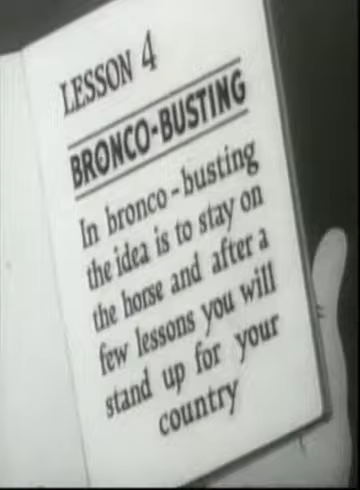 LESSON 4
BRONCO-BUSTING
In bronco-busting
the idea is to stay on
the horse and after a
few lessons you will
stand up for your
country